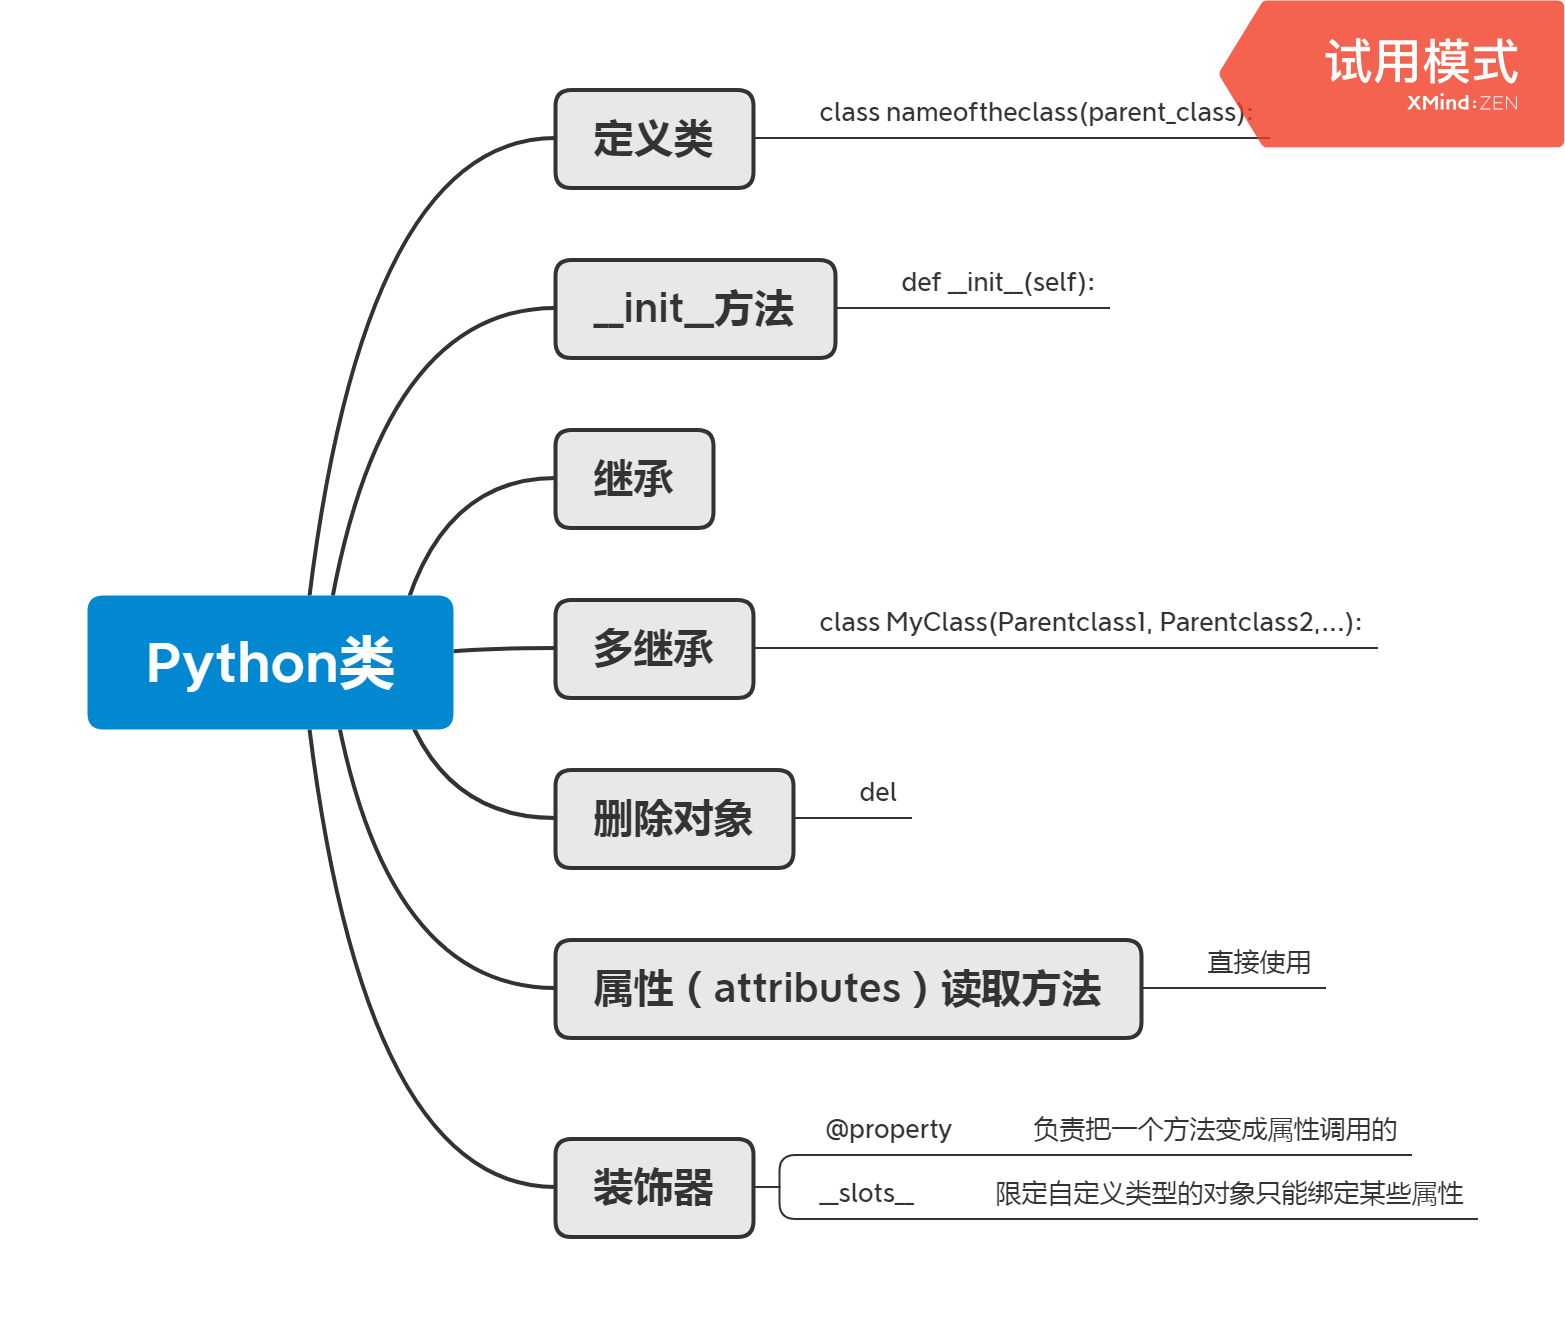 试用模式
XMind:ZEN
定义类
class nameoftheclass(parent_class):
__init__方法
def __init__(self):
继承
Python类
多继承
class MyClass(Parentclass1, Parentclass2,...):
删除对象
del
属性（attributes）读取方法
直接使用
装饰器
@property 负责把一个方法变成属性调用的
__slots__ 限定自定义类型的对象只能绑定某些属性